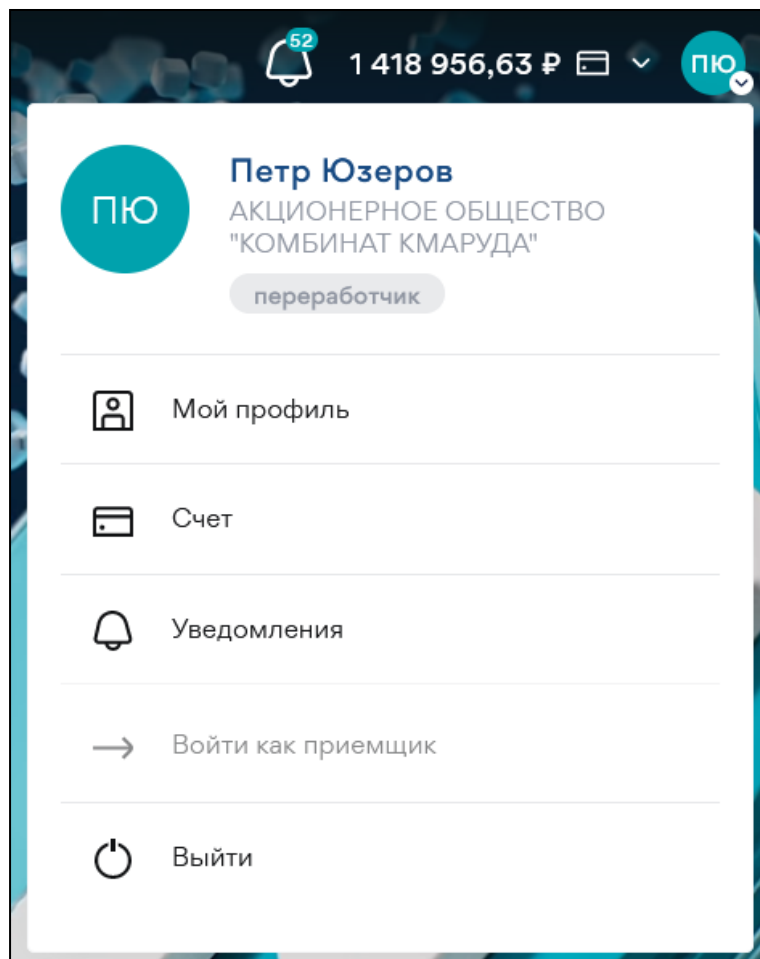 52
1 418 956,63 ₽
ПЮ
ПЮ
Петр Юзеров
АКЦИОНЕРНОЕ ОБЩЕСТВО
"КОМБИНАТ КМАРУДА"
переработчик
Мой профиль
Счет
Уведомления
Войти как приемщик
Выйти